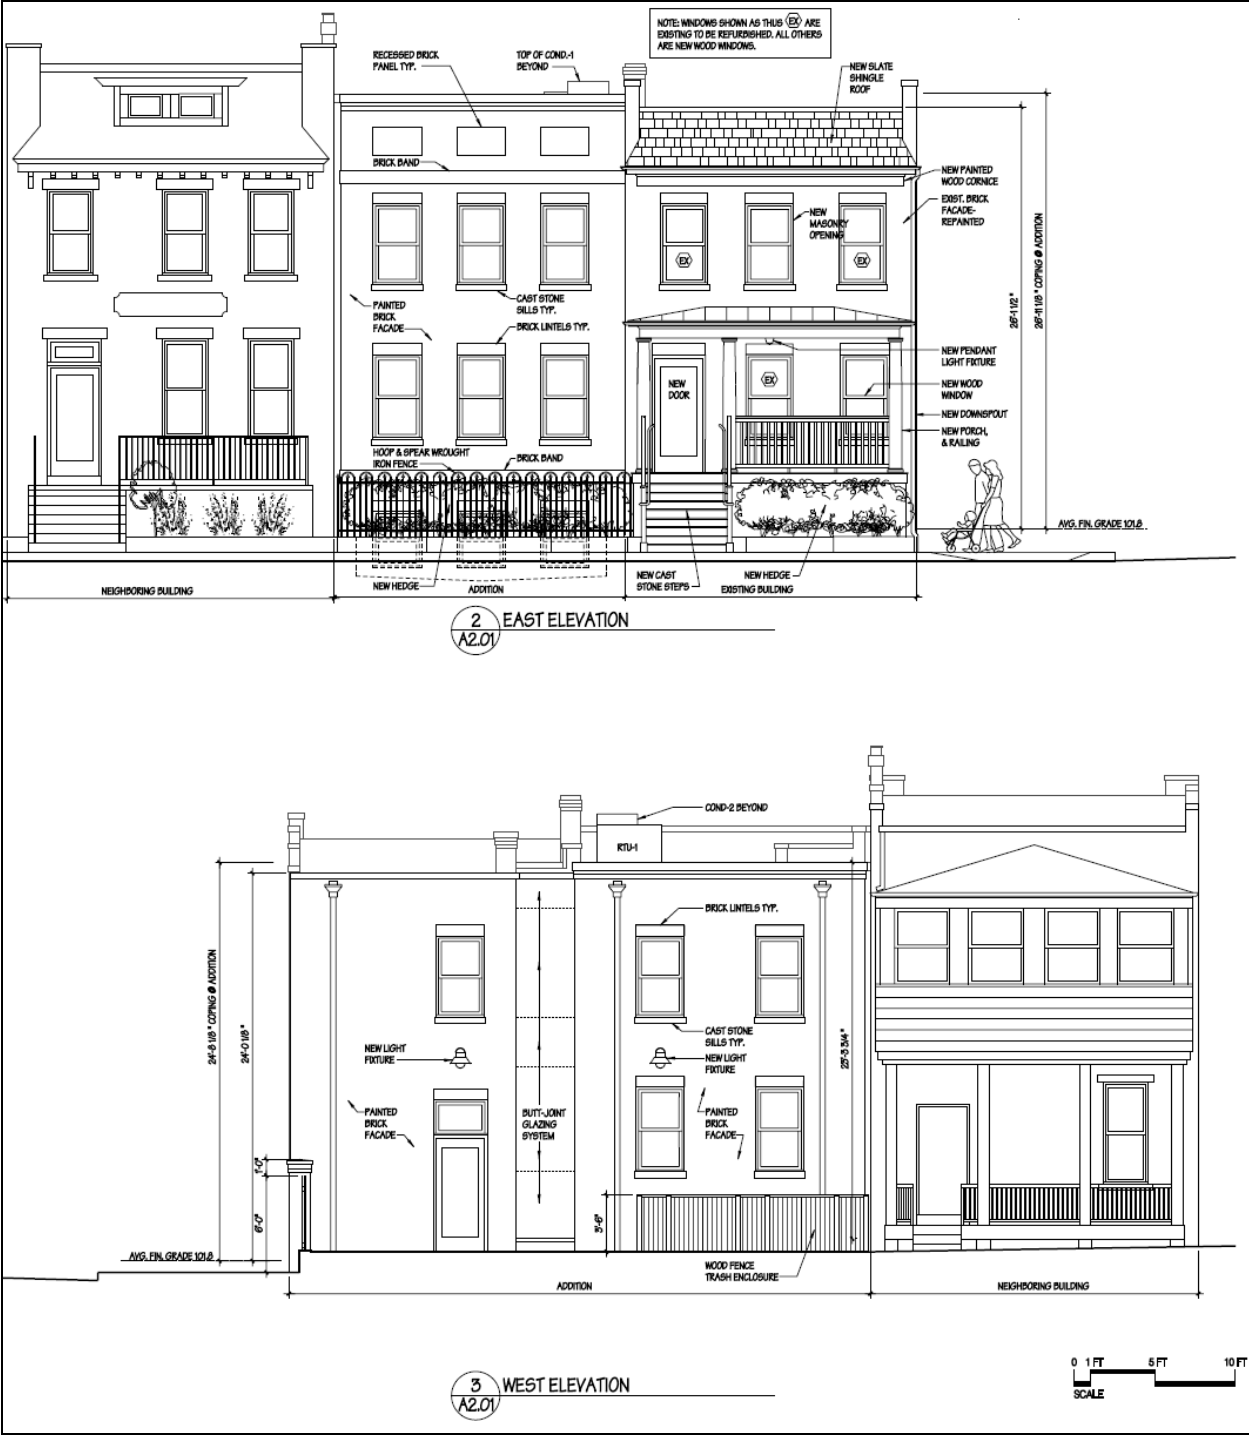 NOTE: WINDOWS SHOWN AS THUS EX ARE
EXISTING TO BE REFURBISHED. ALL OTHERS
ARE NEW WOOD WINDOWS.
RECESSED BRICK
PANEL TYP.
TOP OF COND.-1
BEYOND
NEW SLATE
SHINGLE
ROOF
BRICK BAND
NEW PAINTED
WOOD CORNICE
EXIST. BRICK
FACADE-
REPAINTED
NEW
MASONRY
OPENING
EX
EX
26'-1 1/2"
26'-11 1/8" COPING @ ADDITION
PAINTED
BRICK
FACADE
CAST STONE
SILLS TYP.
BRICK LINTELS TYP.
NEW PENDANT
LIGHT FIXTURE
NEW
DOOR
EX
NEW WOOD
WINDOW
NEW DOWNSPOUT
NEW PORCH,
& RAILING
HOOP & SPEAR WROUGHT
IRON FENCE
BRICK BAND
AVG. FIN. GRADE 101.8
NEIGHBORING BUILDING
NEW HEDGE
ADDITION
NEW CAST
STONE STEPS
NEW HEDGE
EXISTING BUILDING
2
A2.01
EAST ELEVATION
COND-2 BEYOND
RTU-1
BRICK LINTELS TYP.
24'-8 1/8" COPING @ ADDITION
24'-0 1/8"
CAST STONE
SILLS TYP.
NEW LIGHT
FIXTURE
NEW LIGHT
FIXTURE
23'-3 3/4"
PAINTED
BRICK
FACADE
BUTT-JOINT
GLAZING
SYSTEM
PAINTED
BRICK
FACADE
1'-0"
6'-0"
3'-6"
AVG. FIN. GRADE 101.8
WOOD FENCE
TRASH ENCLOSURE
ADDITION
NEIGHBORING BUILDING
3
A2.01
WEST ELEVATION
0 1 FT 5 FT 10 FT
SCALE